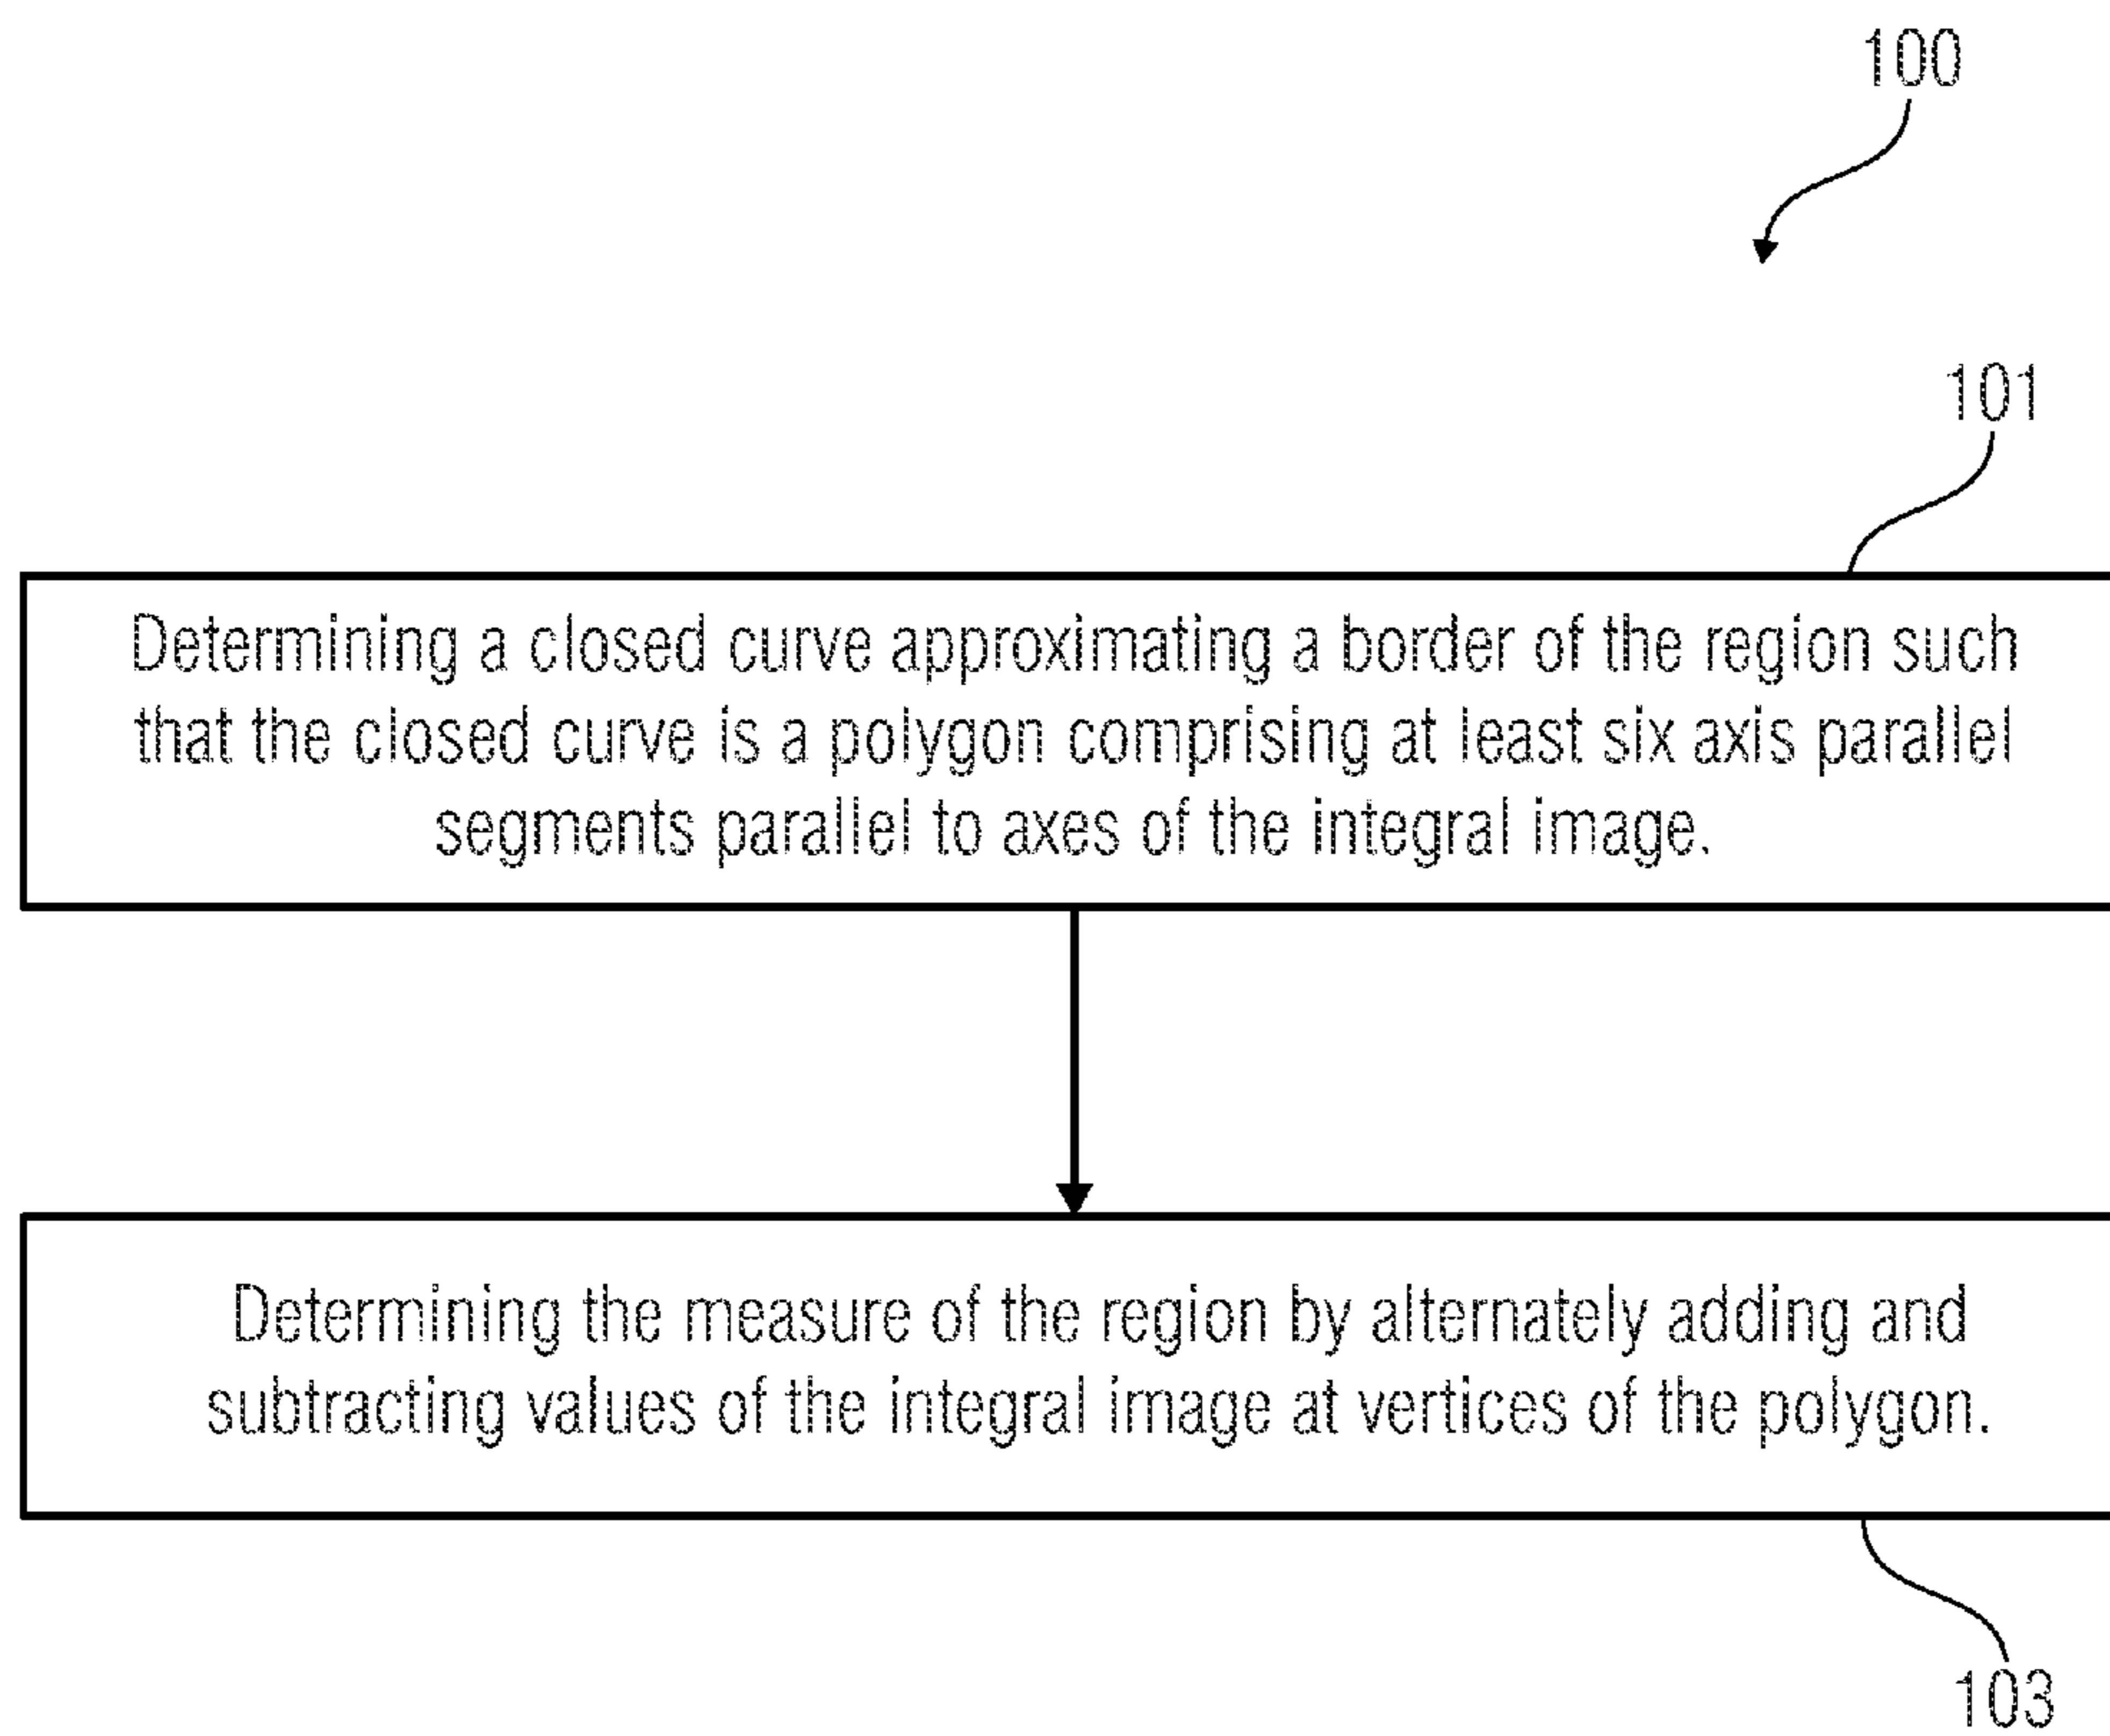 100
101
Determining a closed curve approximating a border of the region such
that the closed curve is a polygon comprising at least six axis parallel
segments parallel to axes of the integral image.
Determining the measure of the region by alternately adding and
subtracting values of the integral image at vertices of the polygon.
103